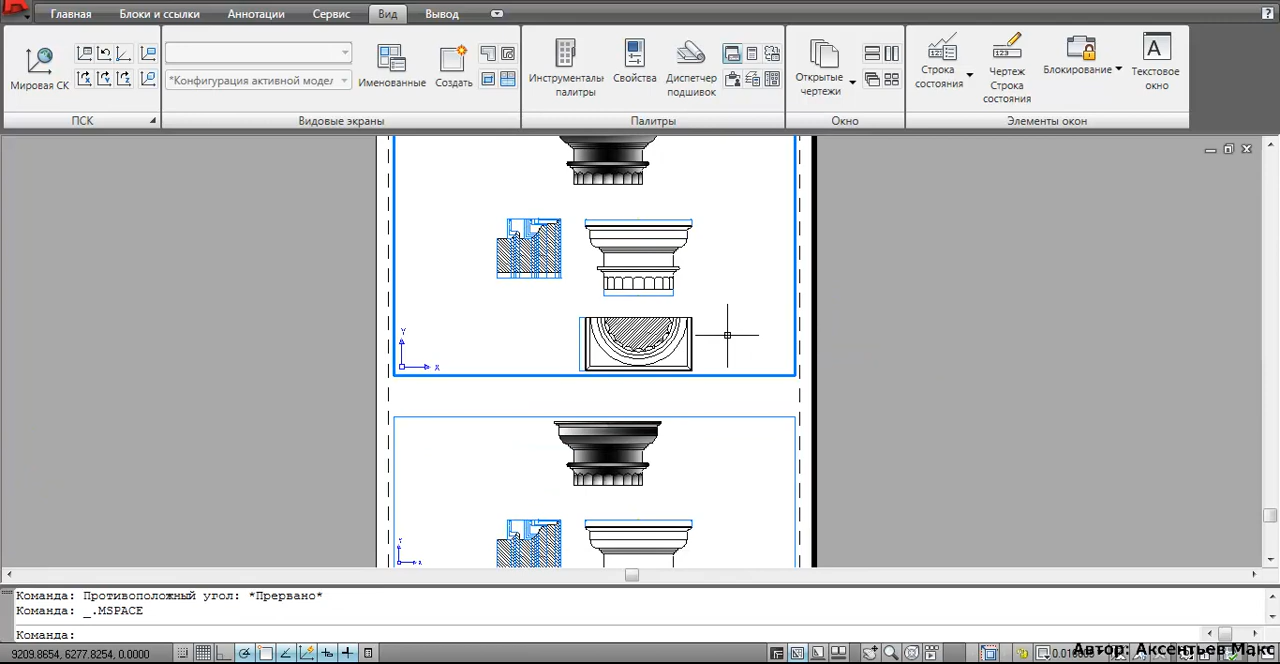 Главная Блоки и ссылки Аннотации Сервис Вид Вывод
Мировая СК
*Конфигурация активной модел
Именованные
Создать
Инструментальные палитры
Свойства
Диспетчер подшивок
Открытые чертежи
Строка состояния
Чертеж Строка состояния
Блокирование
Текстовое окно
ПСК Видовые экраны Палитры Окно Элементы окон
Y
X
Y
X
Команда: Противоположный угол: *Прервано*
Команда: _.MSPACE
Команда:
9209.8654, 6277.8254, 0.0000
Автор: Аксентьев Макс